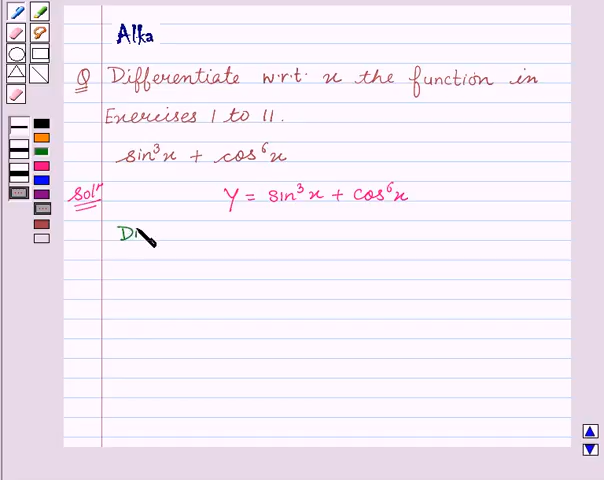 Alka
Q Differentiate w.r.t. x the function in
Exercises 1 to 11.
sin³x + cos⁶x
Solⁿ y = sin³x + cos⁶x